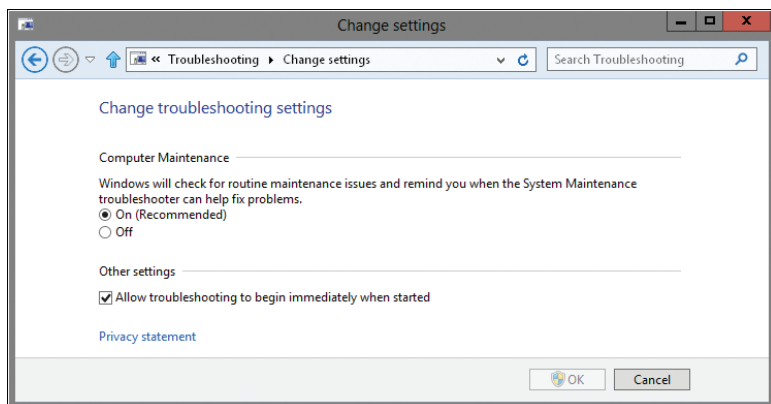 Change settings
« Troubleshooting ▸ Change settings
Search Troubleshooting
Change troubleshooting settings
Computer Maintenance
Windows will check for routine maintenance issues and remind you when the System Maintenance
troubleshooter can help fix problems.
On (Recommended)
Off
Other settings
Allow troubleshooting to begin immediately when started
Privacy statement
OK
Cancel